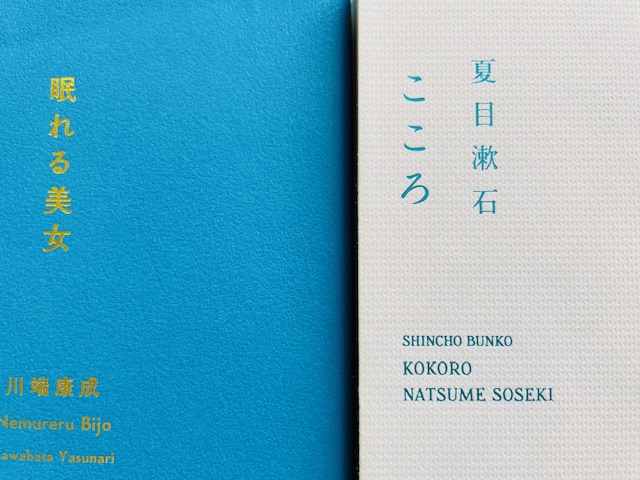 眠れる美女
川端康成
Nemureru Bijo
awabata Yasunari
夏目漱石
こころ
SHINCHO BUNKO
KOKORO
NATSUME SOSEKI